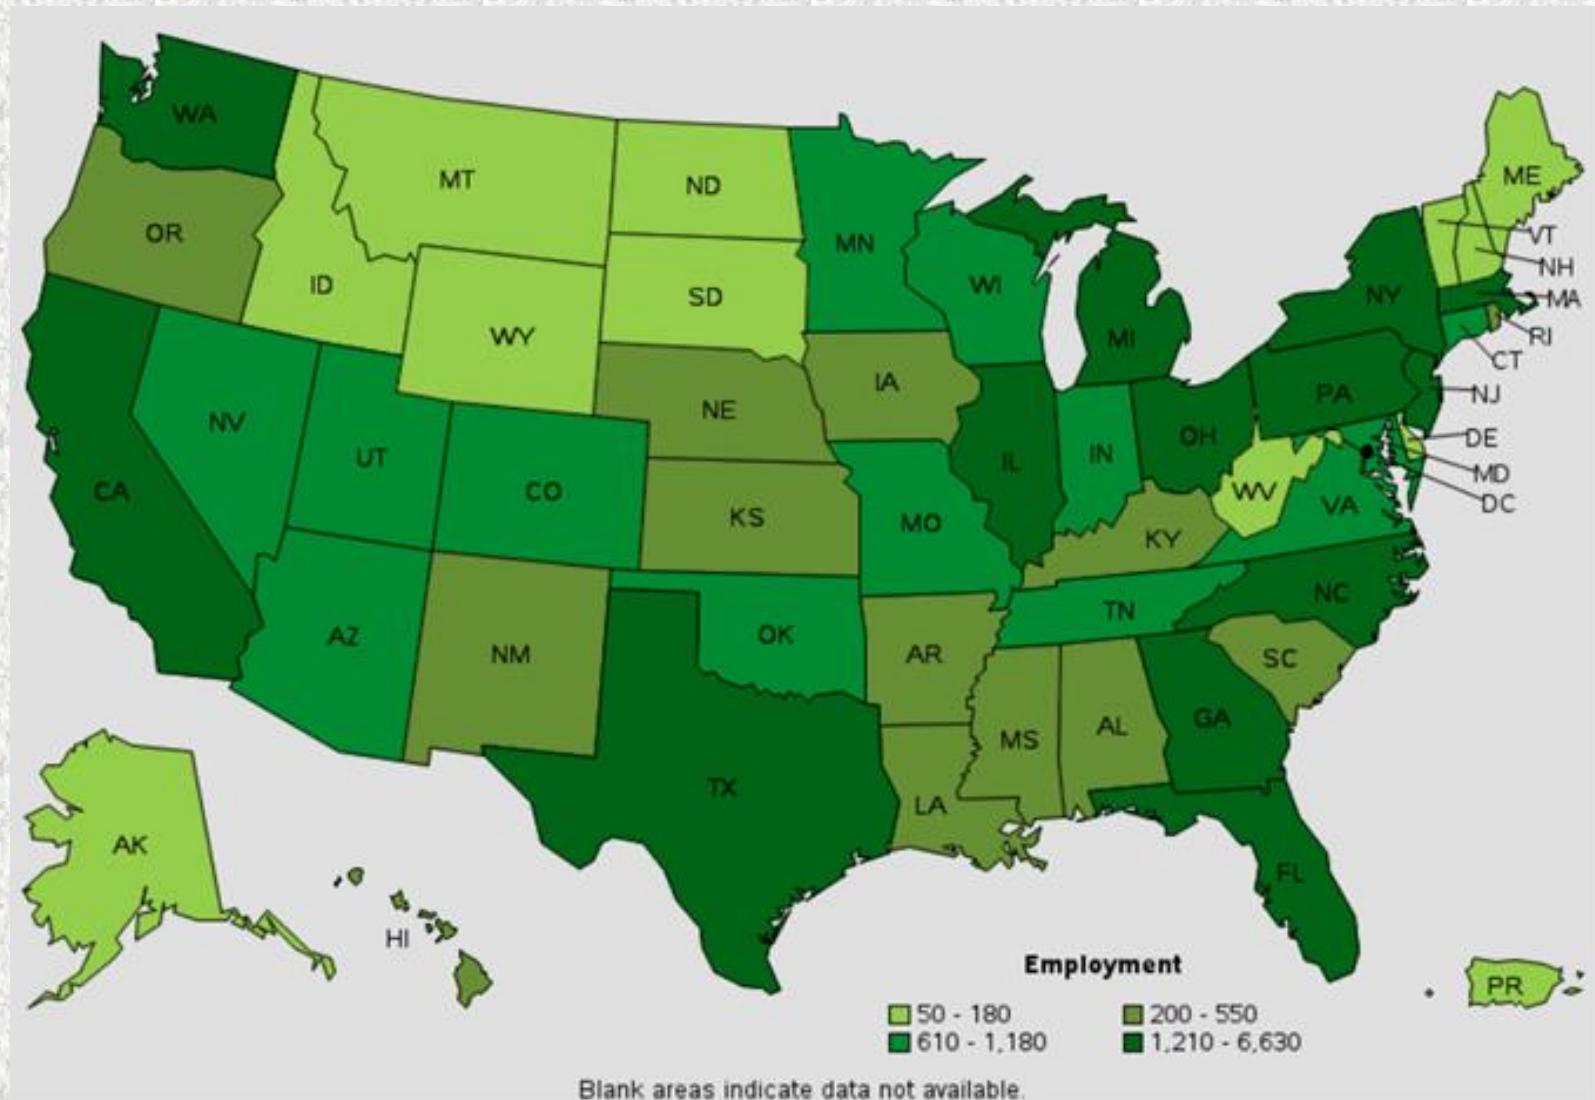 WA
MT
ND
ME
OR
MN
VT
ID
SD
WI
NH
NY
MA
WY
MI
RI
CT
IA
NE
PA
NJ
NV
UT
OH
DE
IL
IN
MD
CA
CO
WV
VA
DC
KS
MO
KY
NC
TN
AZ
OK
NM
AR
SC
GA
MS
AL
TX
LA
AK
FL
HI
Employment
PR
50 - 180 200 - 550
610 - 1,180 1,210 - 6,630
Blank areas indicate data not available.